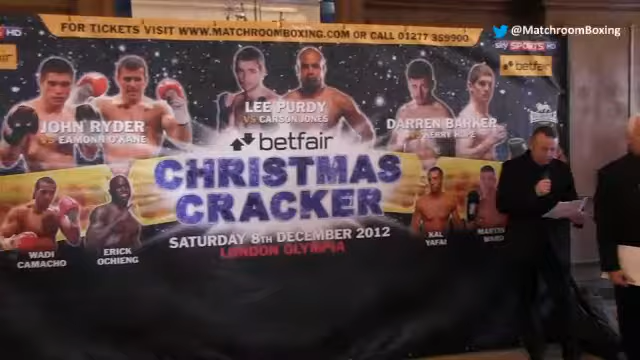 FOR TICKETS VISIT WWW.MATCHROOMBOXING.COM OR CALL 01277 359900
@MatchroomBoxing
sky SPORTS HD
betfair
HD
JOHN RYDER
VS EAMONN O'KANE
LEE PURDY
VS CARSON JONES
DARREN BARKER
VS KERRY HOPE
LONSDALE
betfair
CHRISTMAS
CRACKER
SATURDAY 8TH DECEMBER 2012
LONDON OLYMPIA
WADI
CAMACHO
ERICK
OCHIENG
KAL
YAFAI
MARTIN
WARD